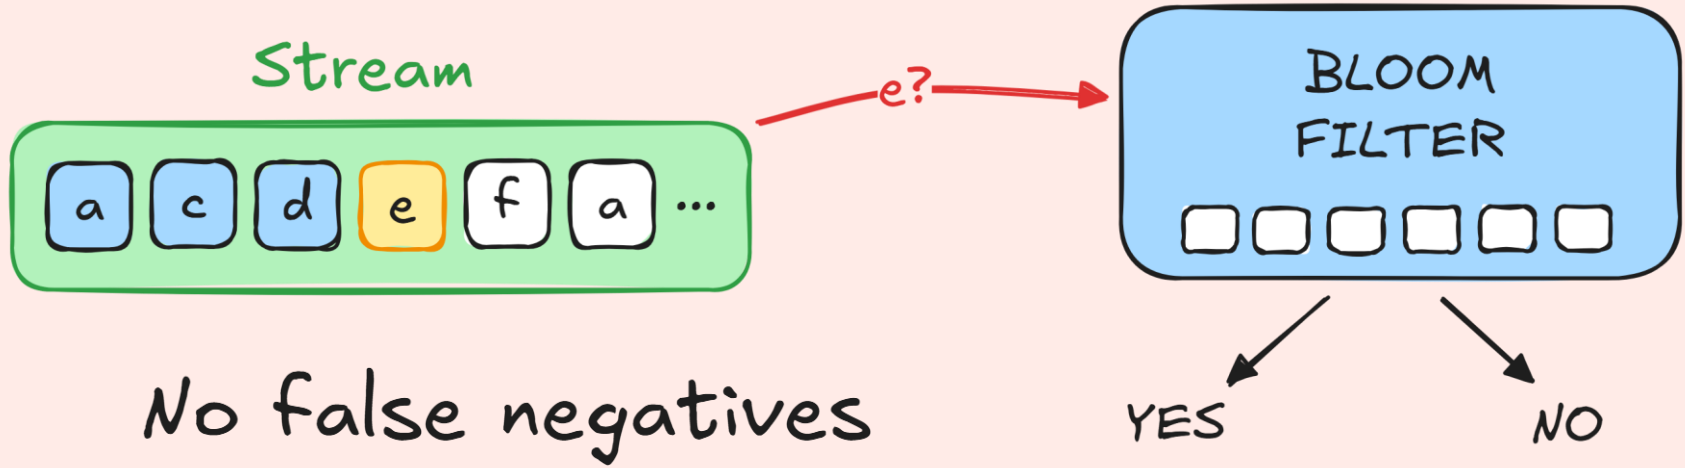 Stream
e?
a c d e f a ...
BLOOM
FILTER
No false negatives
YES
NO